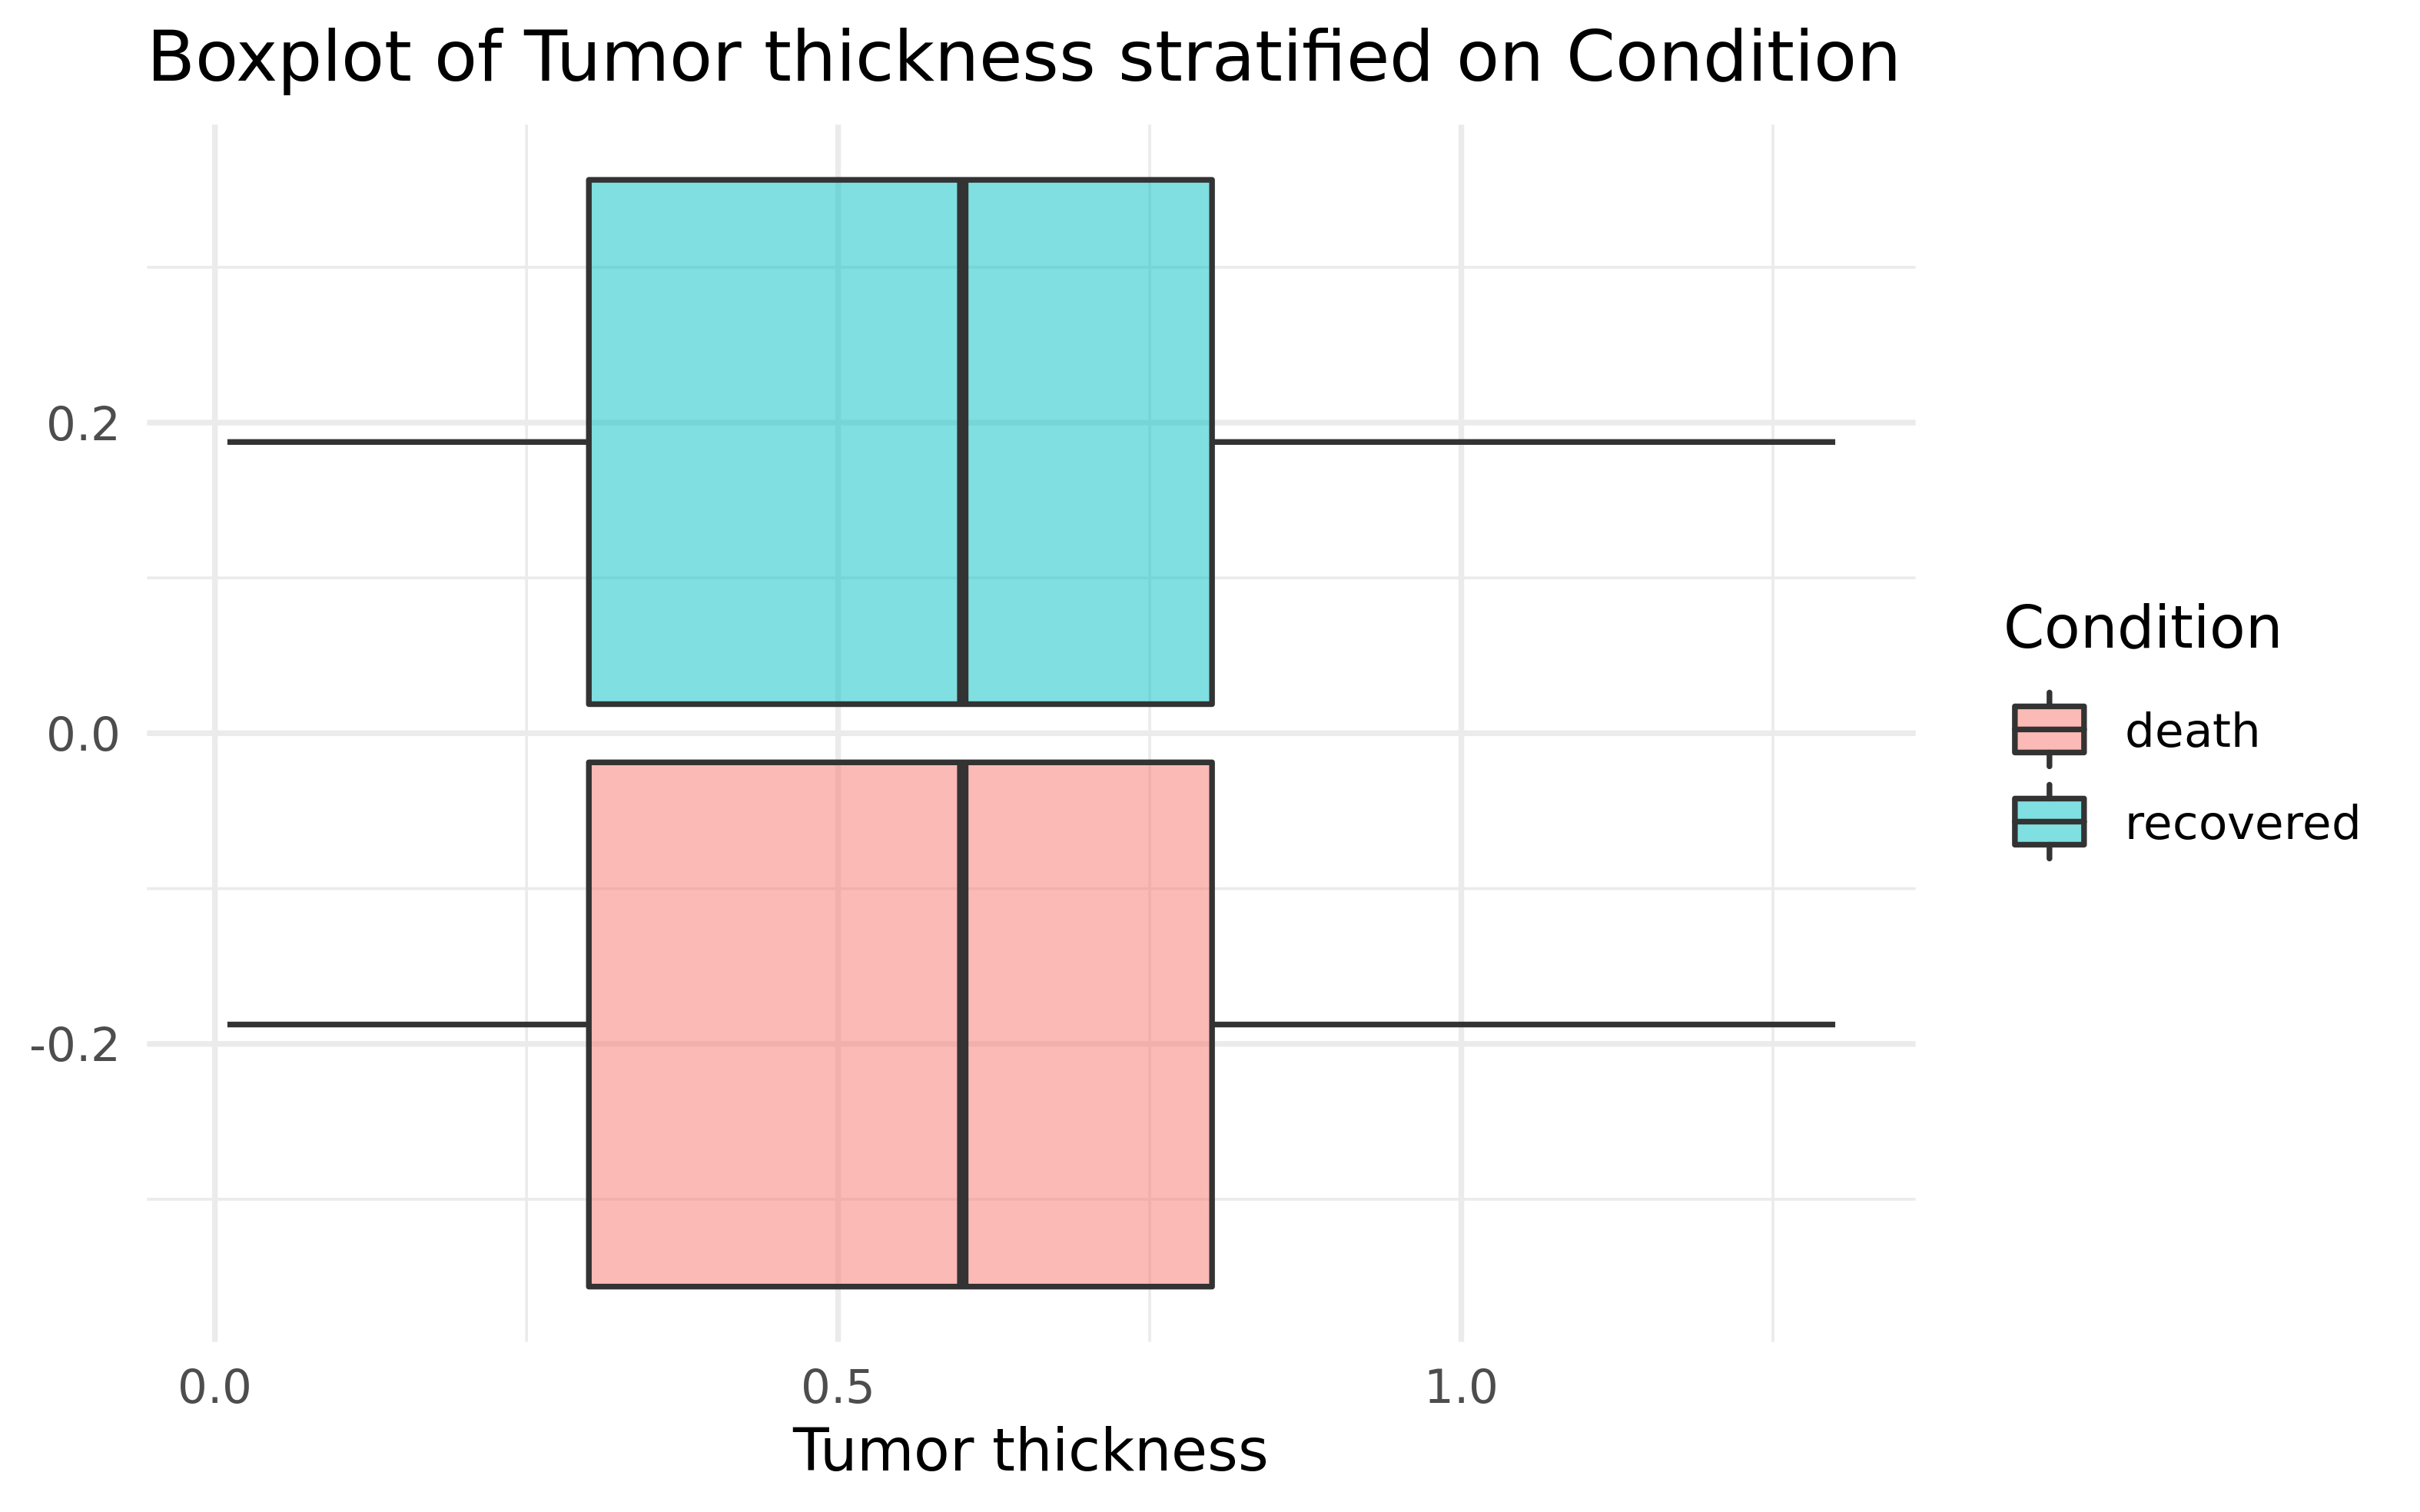 Boxplot of Tumor thickness stratified on Condition
0.2
0.0
-0.2
0.0 0.5 1.0
Tumor thickness
Condition
death
recovered